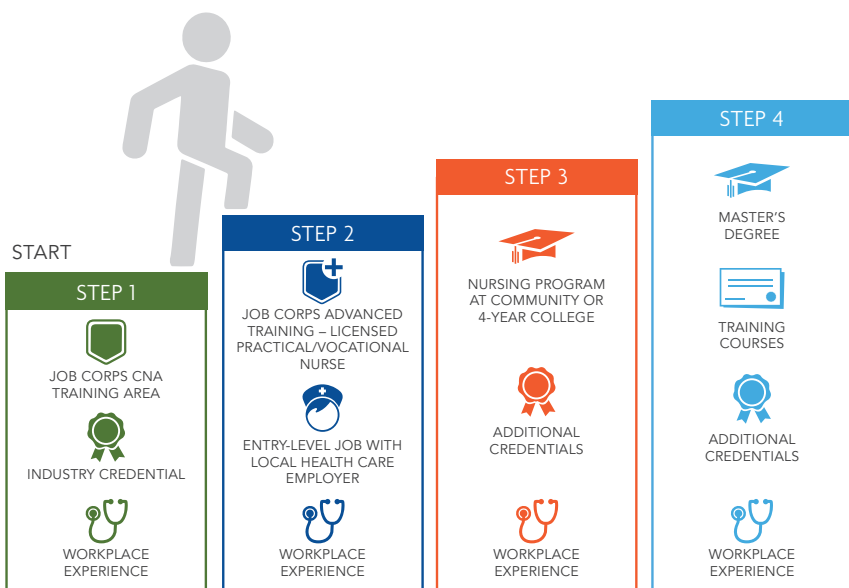 START
STEP 1
JOB CORPS CNA
TRAINING AREA
INDUSTRY CREDENTIAL
WORKPLACE
EXPERIENCE
STEP 2
JOB CORPS ADVANCED
TRAINING – LICENSED
PRACTICAL/VOCATIONAL
NURSE
ENTRY-LEVEL JOB WITH
LOCAL HEALTH CARE
EMPLOYER
WORKPLACE
EXPERIENCE
STEP 3
NURSING PROGRAM
AT COMMUNITY OR
4-YEAR COLLEGE
ADDITIONAL
CREDENTIALS
WORKPLACE
EXPERIENCE
STEP 4
MASTER'S
DEGREE
TRAINING
COURSES
ADDITIONAL
CREDENTIALS
WORKPLACE
EXPERIENCE